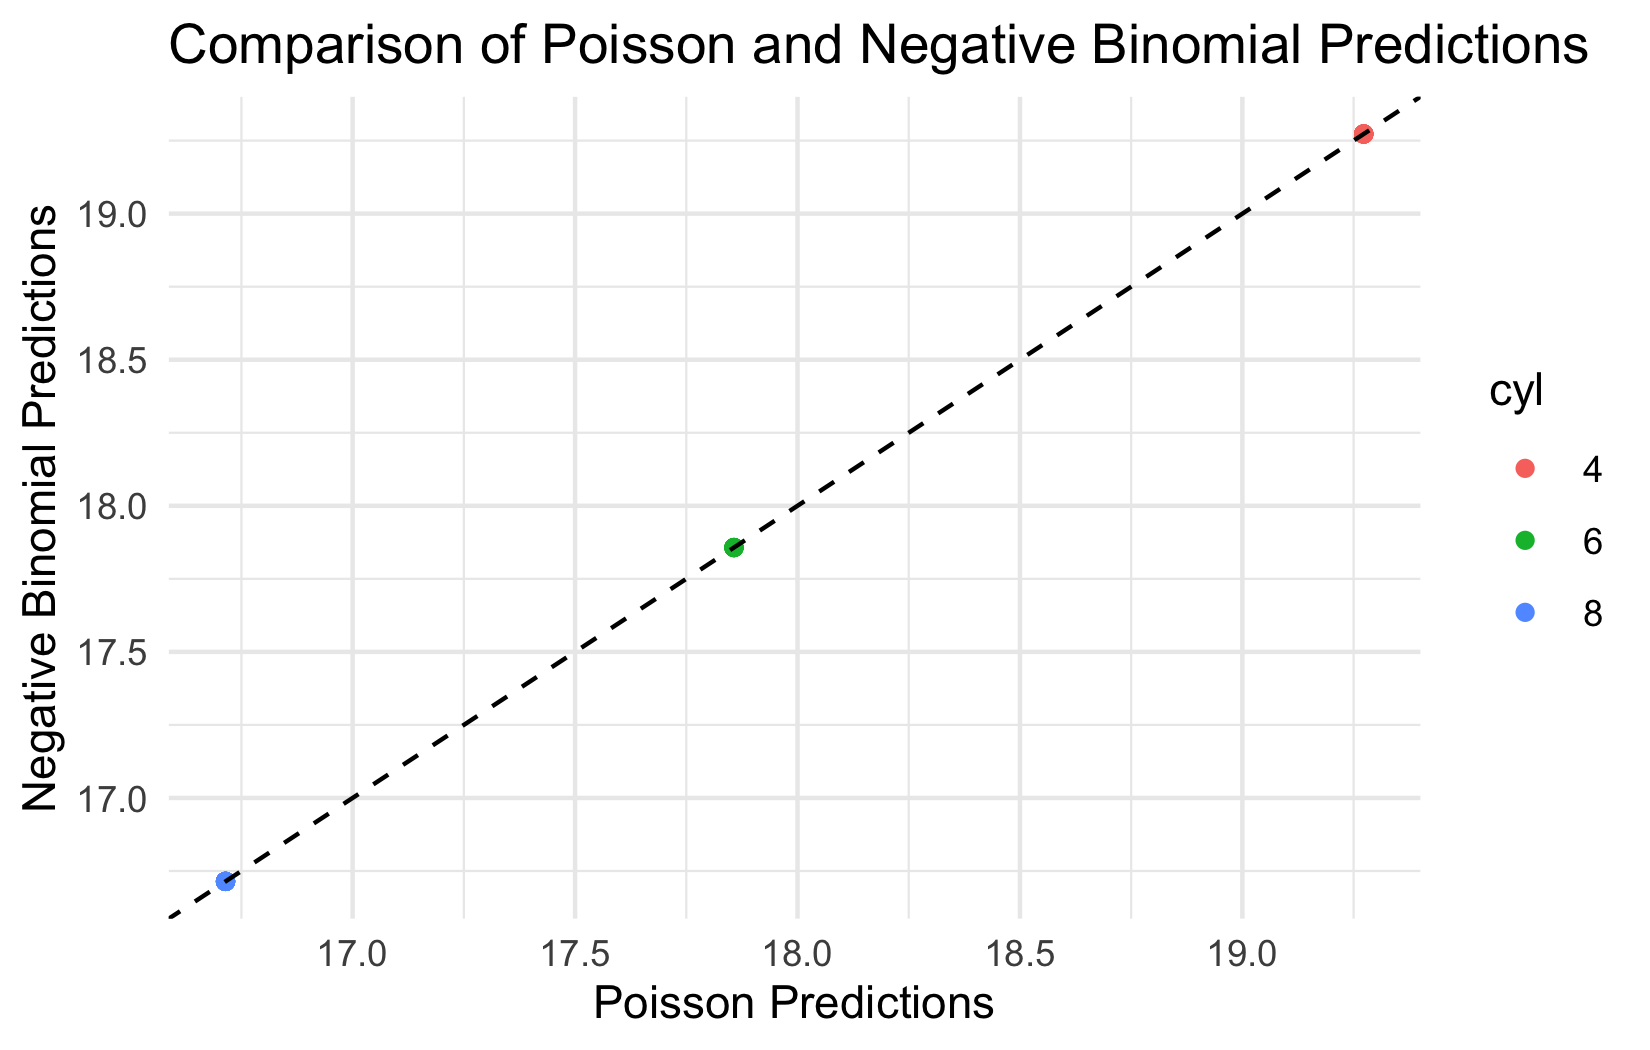 Comparison of Poisson and Negative Binomial Predictions
Negative Binomial Predictions
19.0
18.5
18.0
17.5
17.0
17.0 17.5 18.0 18.5 19.0
Poisson Predictions
cyl
4
6
8